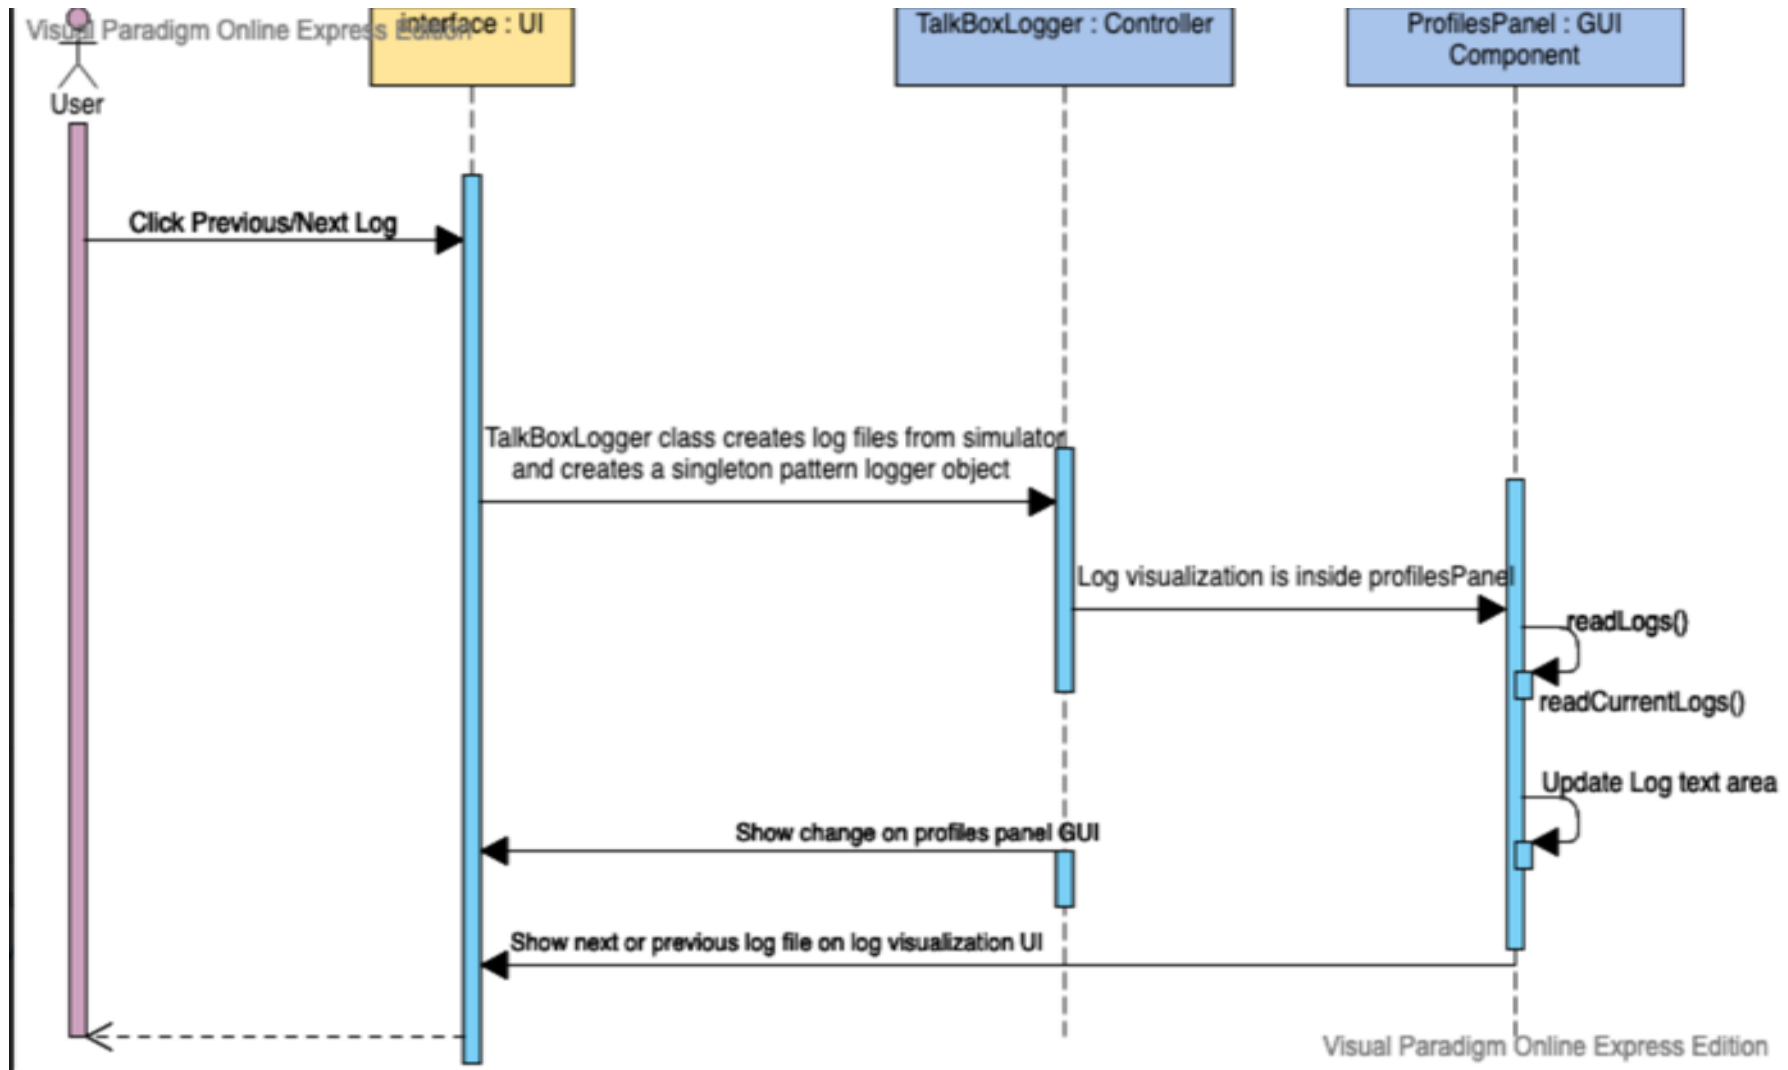 Visual Paradigm Online Express Edition
interface : UI
TalkBoxLogger : Controller
ProfilesPanel : GUI
Component
User
Click Previous/Next Log
TalkBoxLogger class creates log files from simulator
and creates a singleton pattern logger object
Log visualization is inside profilesPanel
readLogs()
readCurrentLogs()
Update Log text area
Show change on profiles panel GUI
Show next or previous log file on log visualization UI
Visual Paradigm Online Express Edition